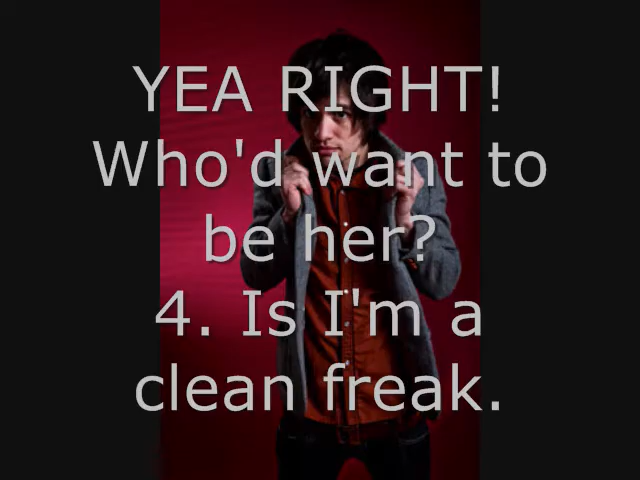 YEA RIGHT!
Who'd want to
be her?
4. Is I'm a
clean freak.